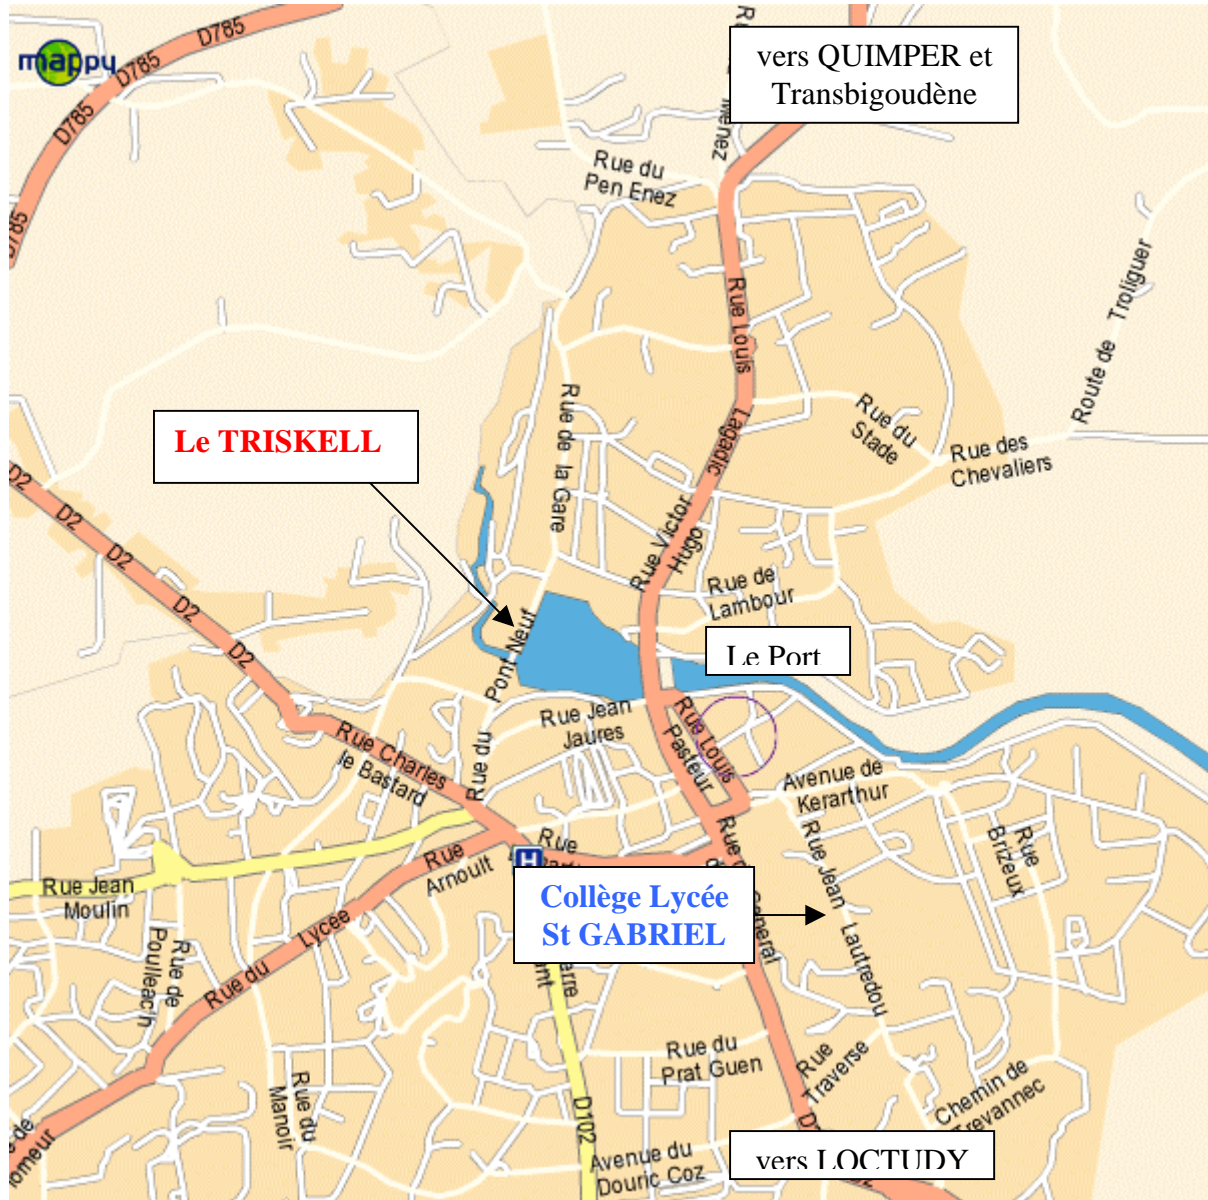 mappy
D785
D785
D785
D785
vers QUIMPER et
Transbigoudène
Menez
Rue du
Pen Enez
Route de Troliguer
Rue Louis
Lagadic
Rue de la Gare
Rue du
Stade
Rue des
Chevaliers
Le TRISKELL
D2
D2
D2
D2
D2
Rue Victor
Hugo
Rue de
Lambour
Le Port
Rue du Pont Neuf
Rue Jean
Jaures
Rue Louis
Pasteur
Rue Charles
le Bastard
Avenue de
Kerarthur
Rue
Brizeux
Rue Jean
Moulin
Rue
Arnoult
H
Rue
Collège Lycée
St GABRIEL
General
Rue Jean Lautredou
Rue du Lycée
Rue de
Poulleac'h
Rue du
Prat Guen
Rue
Traverse
Chemin de
Trevannec
Rue du
Manoir
D102
Avenue du
Douric Coz
vers LOCTUDY